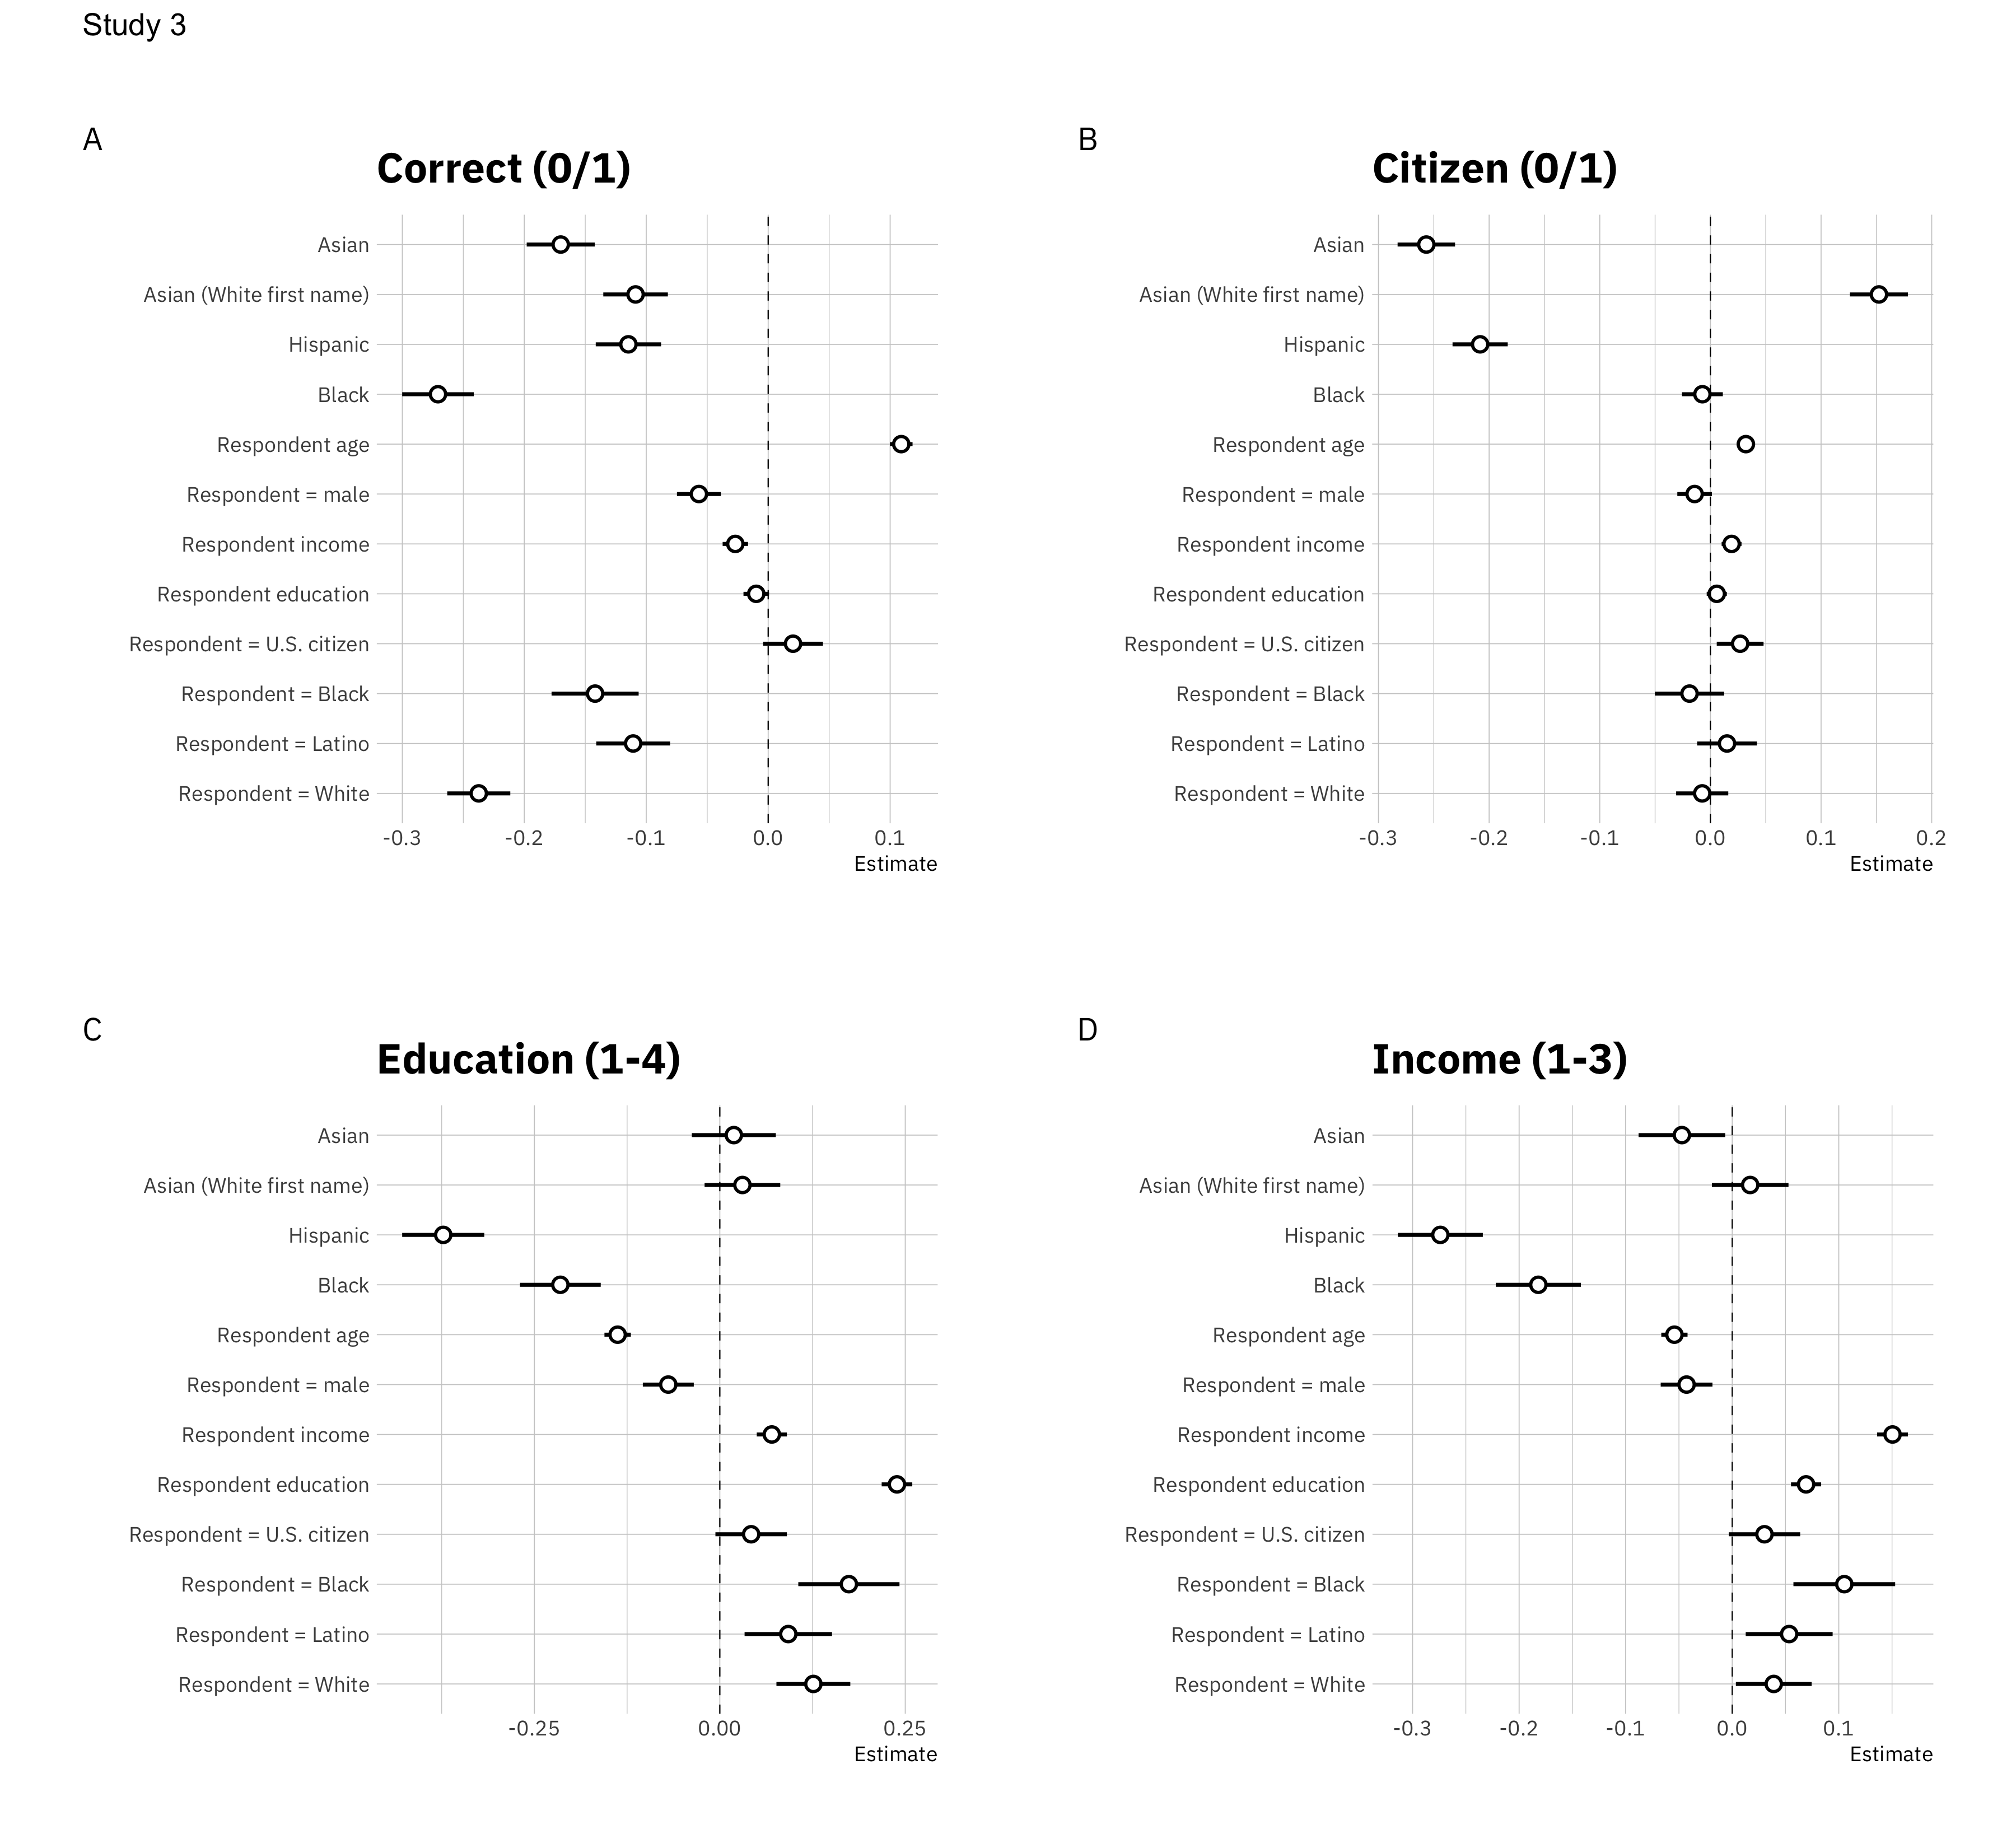 Study 3
A
Correct (0/1)
Asian
Asian (White first name)
Hispanic
Black
Respondent age
Respondent = male
Respondent income
Respondent education
Respondent = U.S. citizen
Respondent = Black
Respondent = Latino
Respondent = White
-0.3 -0.2 -0.1 0.0 0.1
Estimate
B
Citizen (0/1)
Asian
Asian (White first name)
Hispanic
Black
Respondent age
Respondent = male
Respondent income
Respondent education
Respondent = U.S. citizen
Respondent = Black
Respondent = Latino
Respondent = White
-0.3 -0.2 -0.1 0.0 0.1 0.2
Estimate
C
Education (1-4)
Asian
Asian (White first name)
Hispanic
Black
Respondent age
Respondent = male
Respondent income
Respondent education
Respondent = U.S. citizen
Respondent = Black
Respondent = Latino
Respondent = White
-0.25 0.00 0.25
Estimate
D
Income (1-3)
Asian
Asian (White first name)
Hispanic
Black
Respondent age
Respondent = male
Respondent income
Respondent education
Respondent = U.S. citizen
Respondent = Black
Respondent = Latino
Respondent = White
-0.3 -0.2 -0.1 0.0 0.1
Estimate